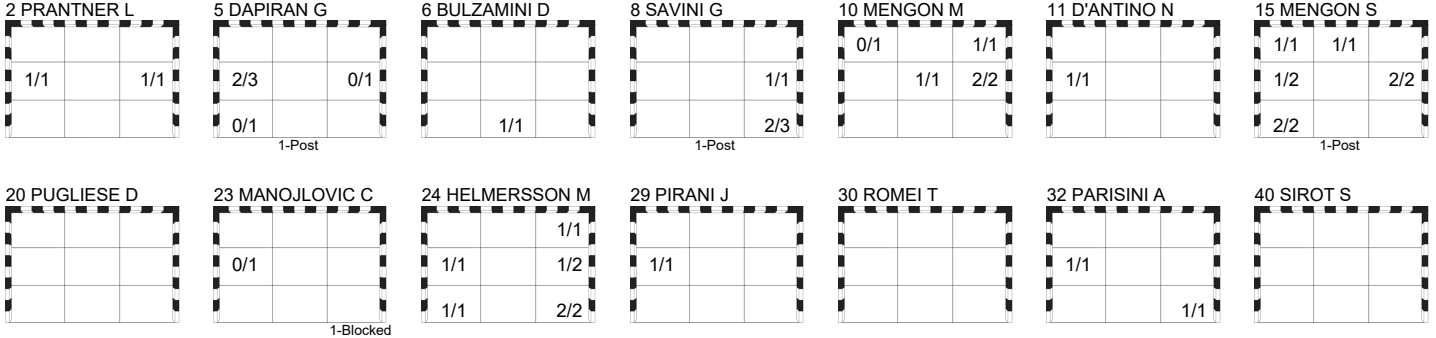 2 PRANTNER L 5 DAPIRAN G 6 BULZAMINI D 8 SAVINI G 10 MENGON M 11 D'ANTINO N 15 MENGON S
0/1 1/1 1/1 1/1
1/1 1/1 2/3 0/1 1/1 1/1 2/2 1/1 1/2 2/2
0/1 1/1 2/3 2/2
1-Post 1-Post 1-Post
20 PUGLIESE D 23 MANOJLOVIC C 24 HELMERSSON M 29 PIRANI J 30 ROMEI T 32 PARISINI A 40 SIROT S
1/1
0/1 1/1 1/2 1/1 1/1
1/1 2/2 1/1
1-Blocked